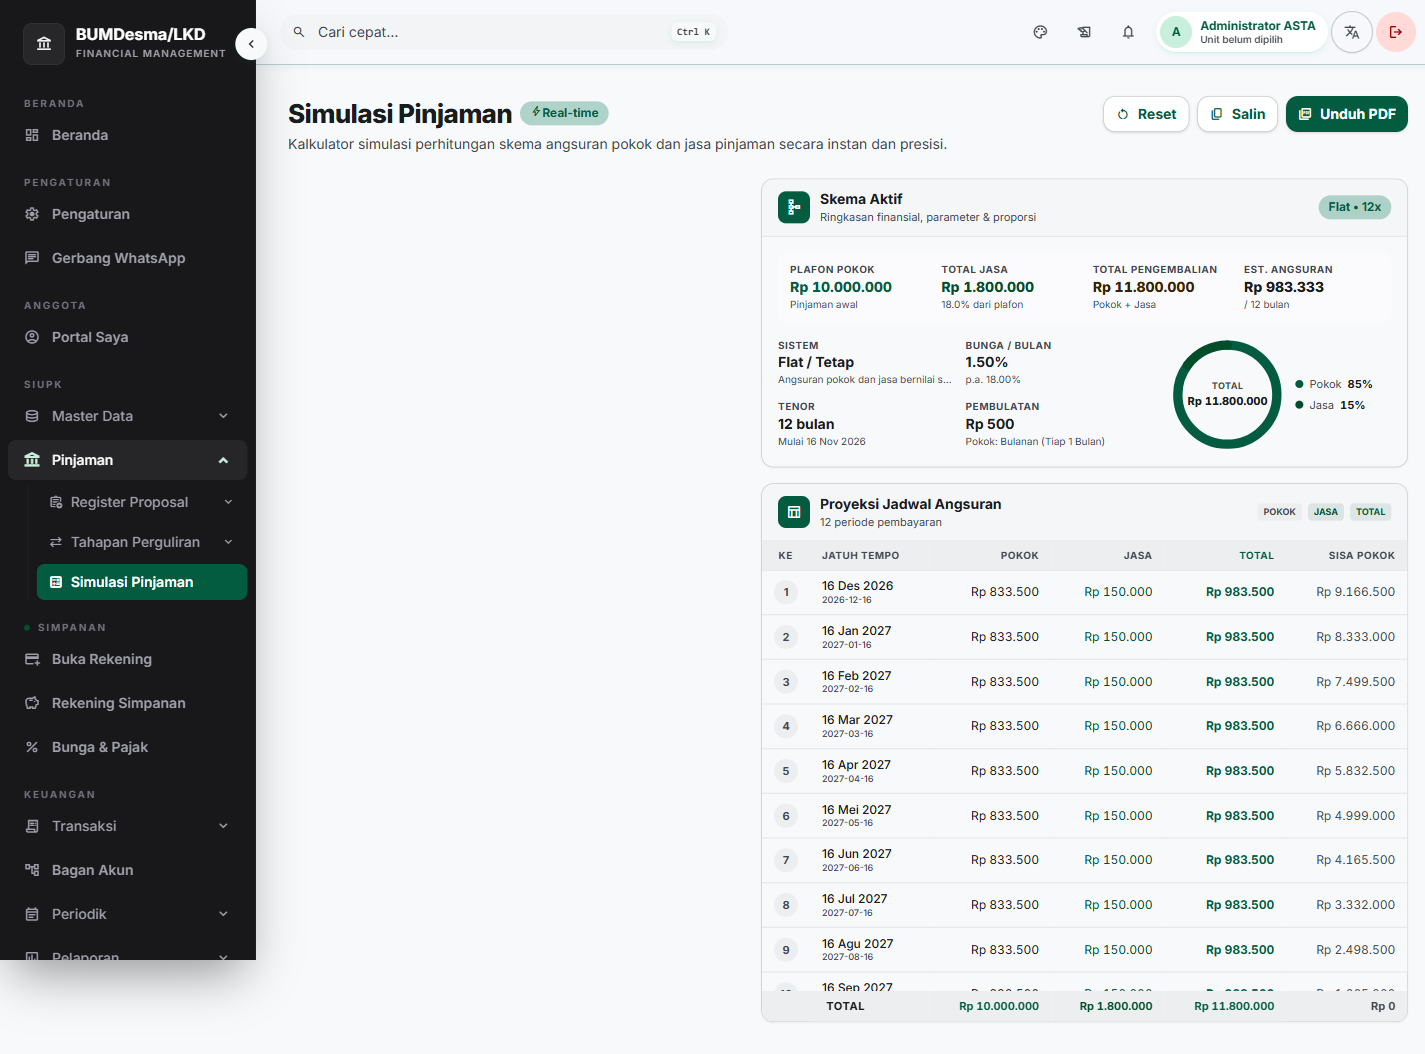 BUMDesma/LKD
FINANCIAL MANAGEMENT
Cari cepat...
Ctrl K
A
Administrator ASTA
Unit belum dipilih
BERANDA
Beranda
PENGATURAN
Pengaturan
Gerbang WhatsApp
ANGGOTA
Portal Saya
SIUPK
Master Data
Pinjaman
Register Proposal
Tahapan Perguliran
Simulasi Pinjaman
SIMPANAN
Buka Rekening
Rekening Simpanan
Bunga & Pajak
KEUANGAN
Transaksi
Bagan Akun
Periodik
Pelaporan
Simulasi Pinjaman
Real-time
Kalkulator simulasi perhitungan skema angsuran pokok dan jasa pinjaman secara instan dan presisi.
Reset
Salin
Unduh PDF
Skema Aktif
Ringkasan finansial, parameter & proporsi
Flat • 12x
PLAFON POKOK TOTAL JASA TOTAL PENGEMBALIAN EST. ANGSURAN
Rp 10.000.000 Rp 1.800.000 Rp 11.800.000 Rp 983.333
Pinjaman awal 18.0% dari plafon Pokok + Jasa / 12 bulan
SISTEM BUNGA / BULAN
Flat / Tetap 1.50%
Angsuran pokok dan jasa bernilai s... p.a. 18.00%
TENOR PEMBULATAN
12 bulan Rp 500
Mulai 16 Nov 2026 Pokok: Bulanan (Tiap 1 Bulan)
TOTAL
Rp 11.800.000
Pokok 85%
Jasa 15%
Proyeksi Jadwal Angsuran
12 periode pembayaran
POKOK JASA TOTAL
KE JATUH TEMPO POKOK JASA TOTAL SISA POKOK
1 16 Des 2026 Rp 833.500 Rp 150.000 Rp 983.500 Rp 9.166.500
2026-12-16
2 16 Jan 2027 Rp 833.500 Rp 150.000 Rp 983.500 Rp 8.333.000
2027-01-16
3 16 Feb 2027 Rp 833.500 Rp 150.000 Rp 983.500 Rp 7.499.500
2027-02-16
4 16 Mar 2027 Rp 833.500 Rp 150.000 Rp 983.500 Rp 6.666.000
2027-03-16
5 16 Apr 2027 Rp 833.500 Rp 150.000 Rp 983.500 Rp 5.832.500
2027-04-16
6 16 Mei 2027 Rp 833.500 Rp 150.000 Rp 983.500 Rp 4.999.000
2027-05-16
7 16 Jun 2027 Rp 833.500 Rp 150.000 Rp 983.500 Rp 4.165.500
2027-06-16
8 16 Jul 2027 Rp 833.500 Rp 150.000 Rp 983.500 Rp 3.332.000
2027-07-16
9 16 Agu 2027 Rp 833.500 Rp 150.000 Rp 983.500 Rp 2.498.500
2027-08-16
16 Sep 2027
TOTAL Rp 10.000.000 Rp 1.800.000 Rp 11.800.000 Rp 0